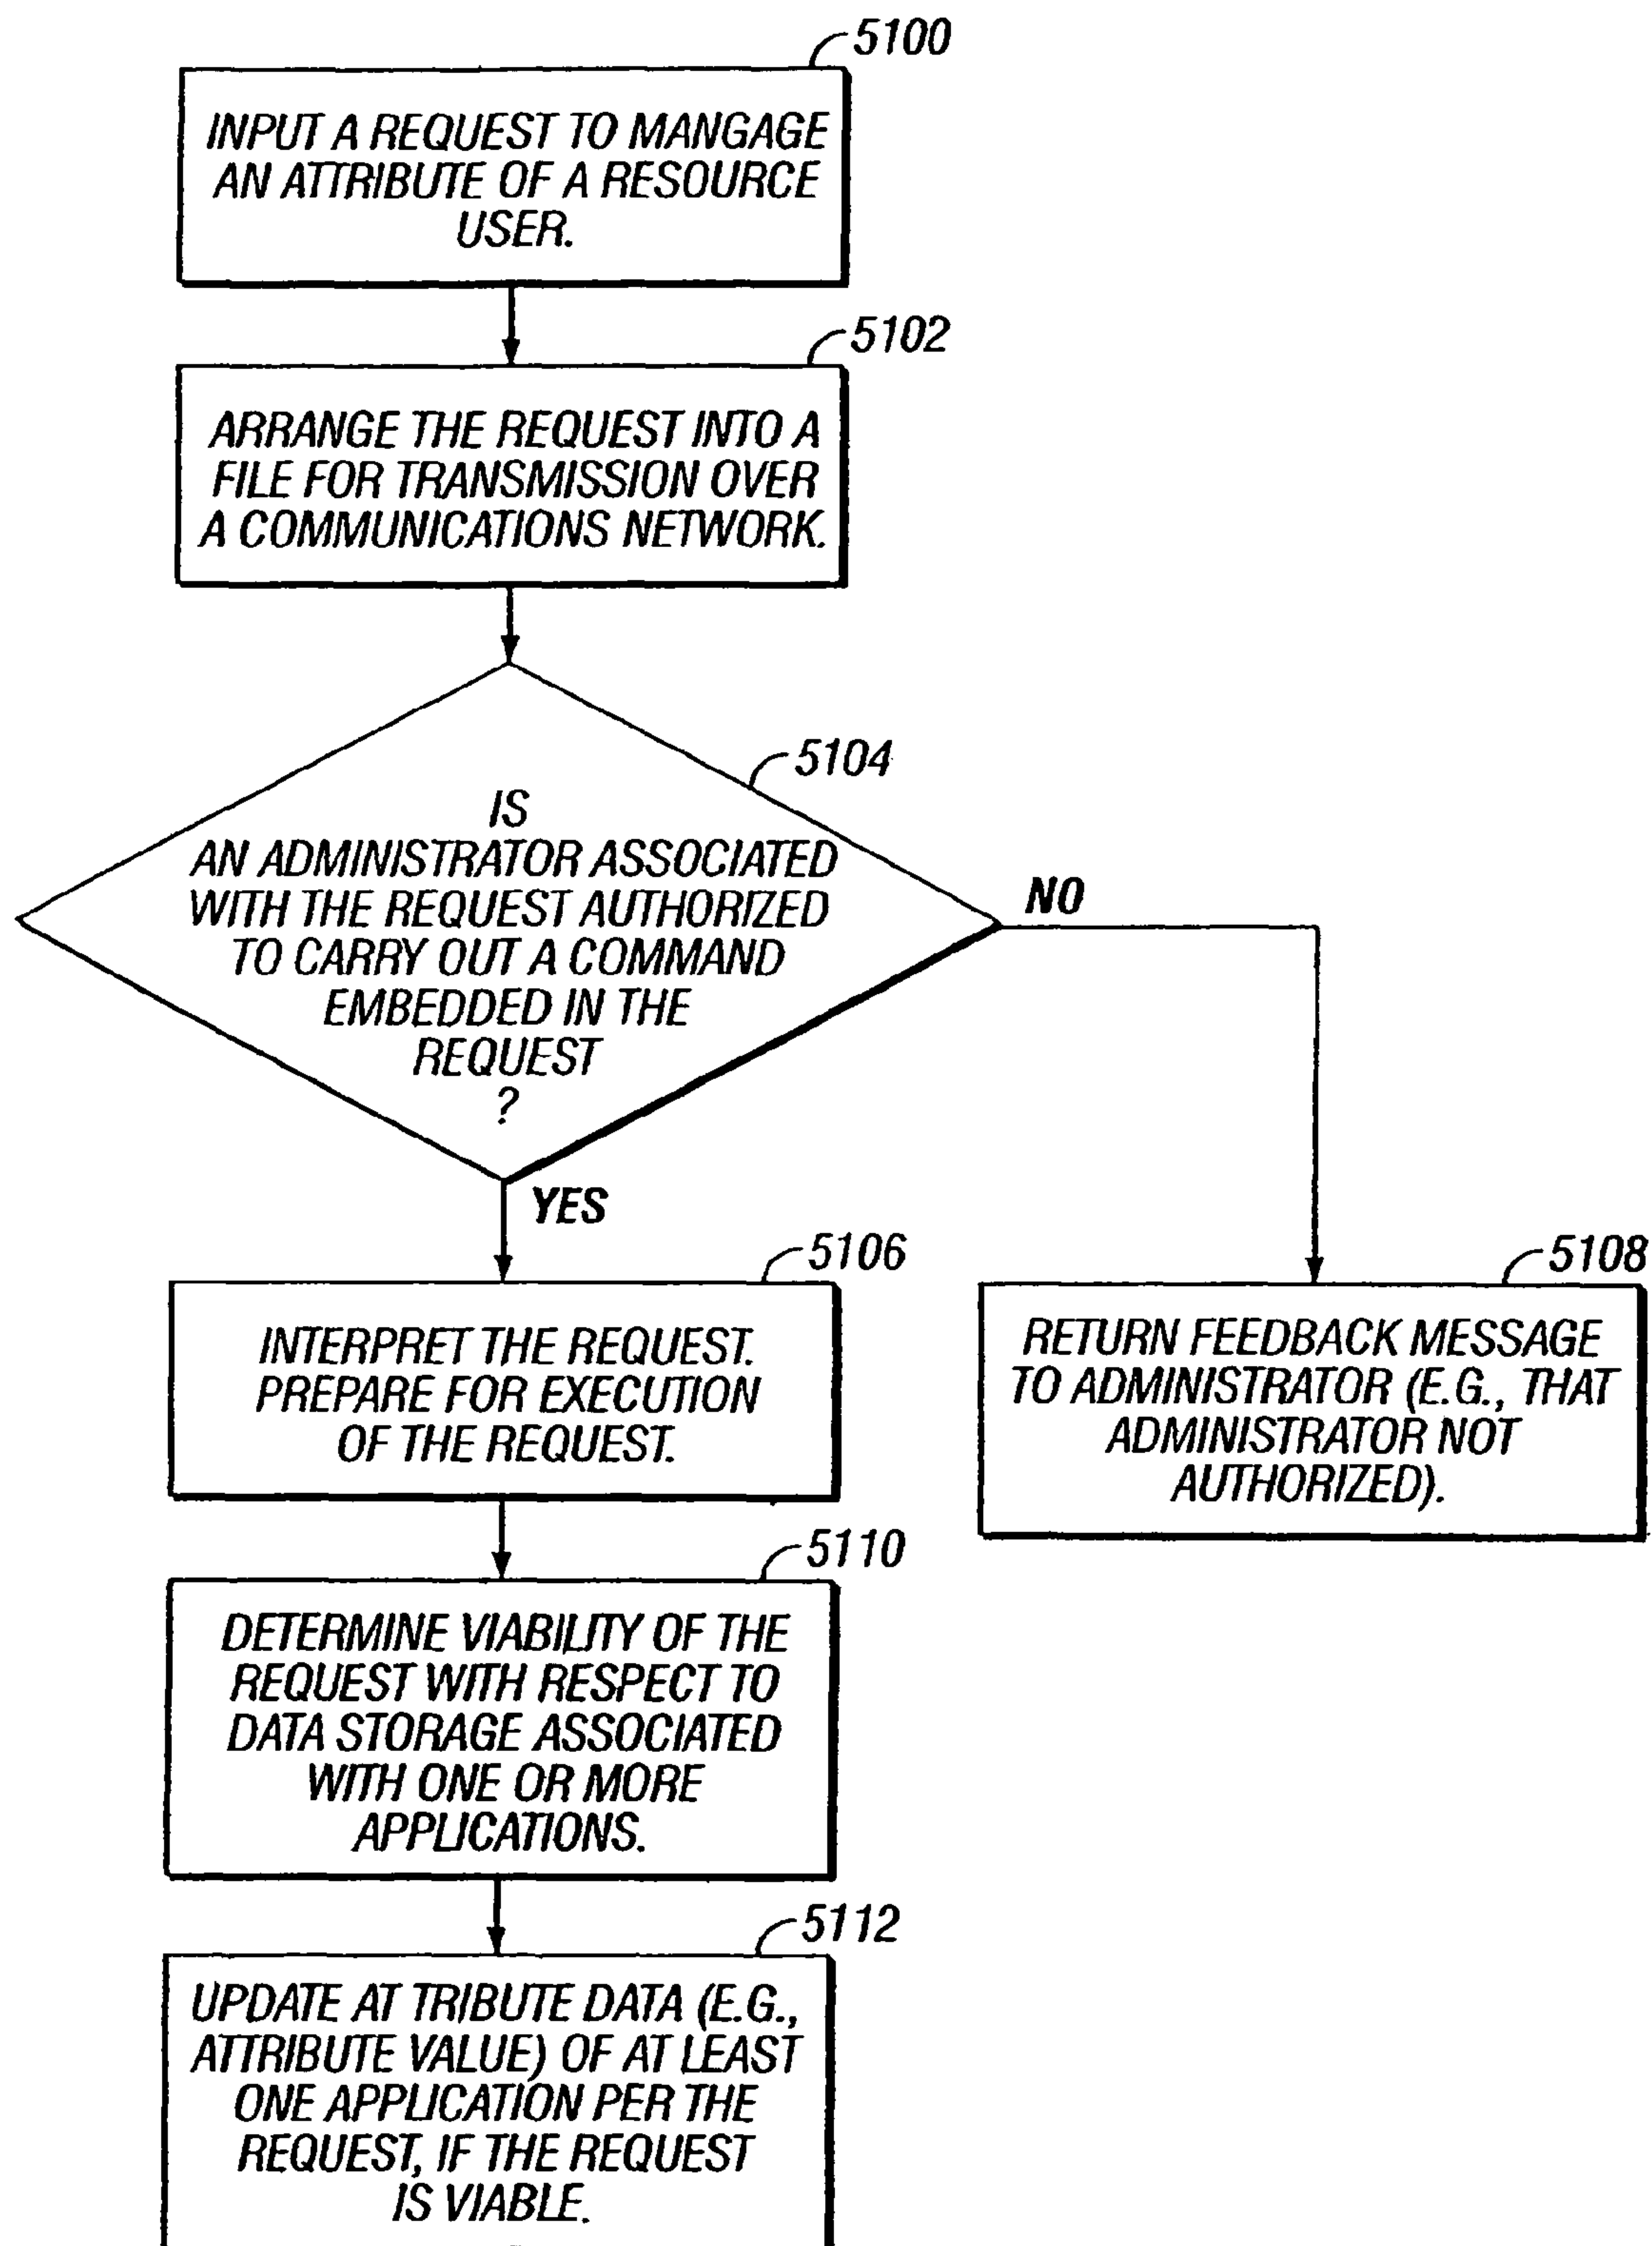 5100
INPUT A REQUEST TO MANGAGE
AN ATTRIBUTE OF A RESOURCE
USER.
5102
ARRANGE THE REQUEST INTO A
FILE FOR TRANSMISSION OVER
A COMMUNICATIONS NETWORK.
5104
IS
AN ADMINISTRATOR ASSOCIATED
WITH THE REQUEST AUTHORIZED
TO CARRY OUT A COMMAND
EMBEDDED IN THE
REQUEST
?
NO
YES
5106
INTERPRET THE REQUEST.
PREPARE FOR EXECUTION
OF THE REQUEST.
5108
RETURN FEEDBACK MESSAGE
TO ADMINISTRATOR (E.G., THAT
ADMINISTRATOR NOT
AUTHORIZED).
5110
DETERMINE VIABILITY OF THE
REQUEST WITH RESPECT TO
DATA STORAGE ASSOCIATED
WITH ONE OR MORE
APPLICATIONS.
5112
UPDATE AT TRIBUTE DATA (E.G.,
ATTRIBUTE VALUE) OF AT LEAST
ONE APPLICATION PER THE
REQUEST, IF THE REQUEST
IS VIABLE.